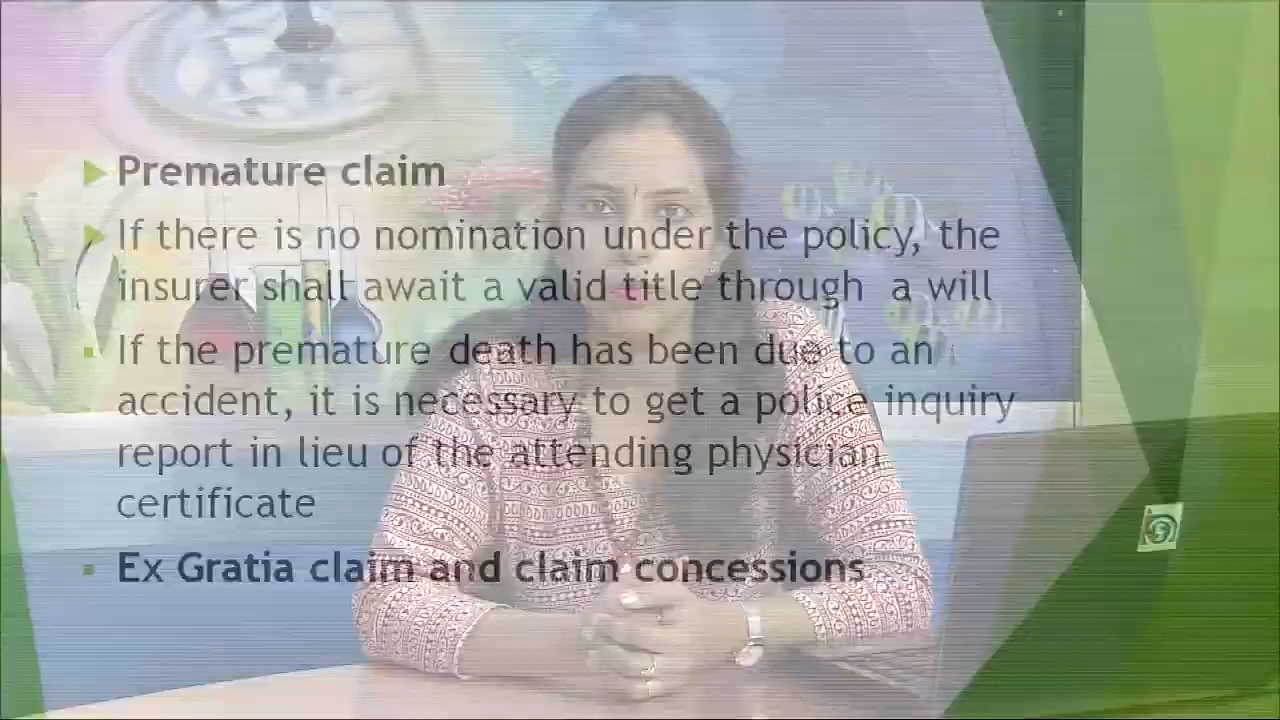 Premature claim
If there is no nomination under the policy, the
insurer shall await a valid title through a will
If the premature death has been due to an
accident, it is necessary to get a police inquiry
report in lieu of the attending physician
certificate
Ex Gratia claim and claim concessions